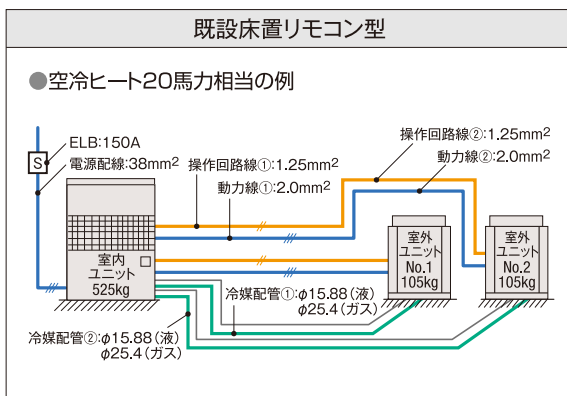 既設床置リモコン型
●空冷ヒート20馬力相当の例
ELB:150A
S
電源配線:38mm²
操作回路線①:1.25mm²
動力線①:2.0mm²
操作回路線②:1.25mm²
動力線②:2.0mm²
室内
ユニット
525kg
室外
ユニット
No.1
105kg
室外
ユニット
No.2
105kg
冷媒配管①:φ15.88(液)
φ25.4(ガス)
冷媒配管②:φ15.88(液)
φ25.4(ガス)